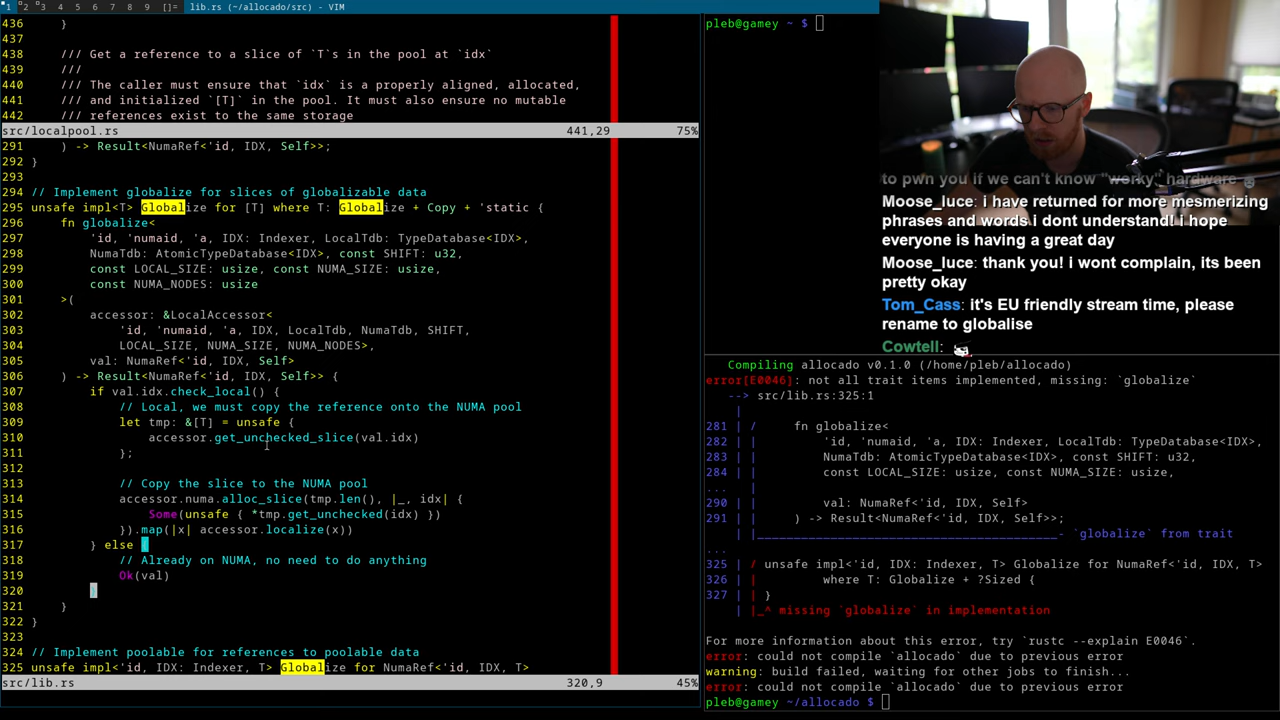 1 2 3 4 5 6 7 8 9 []= lib.rs (~/allocado/src) - VIM
436     }
437
438     /// Get a reference to a slice of `T`s in the pool at `idx`
439     ///
440     /// The caller must ensure that `idx` is a properly aligned, allocated,
441     /// and initialized `[T]` in the pool. It must also ensure no mutable
442     /// references exist to the same storage
src/localpool.rs 441,29 75%
291     ) -> Result<NumaRef<'id, IDX, Self>>;
292 }
293
294 // Implement globalize for slices of globalizable data
295 unsafe impl<T> Globalize for [T] where T: Globalize + Copy + 'static {
296     fn globalize<
297         'id, 'numaid, 'a, IDX: Indexer, LocalTdb: TypeDatabase<IDX>,
298         NumaTdb: AtomicTypeDatabase<IDX>, const SHIFT: u32,
299         const LOCAL_SIZE: usize, const NUMA_SIZE: usize,
300         const NUMA_NODES: usize
301     >(
302         accessor: &LocalAccessor<
303             'id, 'numaid, 'a, IDX, LocalTdb, NumaTdb, SHIFT,
304             LOCAL_SIZE, NUMA_SIZE, NUMA_NODES>,
305         val: NumaRef<'id, IDX, Self>
306     ) -> Result<NumaRef<'id, IDX, Self>> {
307         if val.idx.check_local() {
308             // Local, we must copy the reference onto the NUMA pool
309             let tmp: &[T] = unsafe {
310                 accessor.get_unchecked_slice(val.idx)
311             };
312
313             // Copy the slice to the NUMA pool
314             accessor.numa.alloc_slice(tmp.len(), |_, idx| {
315                 Some(unsafe { *tmp.get_unchecked(idx) })
316             }).map(|x| accessor.localize(x))
317         } else {
318             // Already on NUMA, no need to do anything
319             Ok(val)
320         }
321     }
322 }
323
324 // Implement poolable for references to poolable data
325 unsafe impl<'id, IDX: Indexer, T> Globalize for NumaRef<'id, IDX, T>
src/lib.rs 320,9 45%
pleb@gamey ~ $
to pwn you if we can't know "worky" hardware
Moose_luce: i have returned for more mesmerizing
phrases and words i dont understand! i hope
everyone is having a great day
Moose_luce: thank you! i wont complain, its been
pretty okay
Tom_Cass: it's EU friendly stream time, please
rename to globalise
Cowtell:
Compiling allocado v0.1.0 (/home/pleb/allocado)
error[E0046]: not all trait items implemented, missing: `globalize`
--> src/lib.rs:325:1
|
281 | /     fn globalize<
282 | |         'id, 'numaid, 'a, IDX: Indexer, LocalTdb: TypeDatabase<IDX>,
283 | |         NumaTdb: AtomicTypeDatabase<IDX>, const SHIFT: u32,
284 | |         const LOCAL_SIZE: usize, const NUMA_SIZE: usize,
... |
290 | |         val: NumaRef<'id, IDX, Self>
291 | |     ) -> Result<NumaRef<'id, IDX, Self>>;
| |_____________________________________- `globalize` from trait
...
325 | / unsafe impl<'id, IDX: Indexer, T> Globalize for NumaRef<'id, IDX, T>
326 | |         where T: Globalize + ?Sized {
327 | | }
| |_^ missing `globalize` in implementation
For more information about this error, try `rustc --explain E0046`.
error: could not compile `allocado` due to previous error
warning: build failed, waiting for other jobs to finish...
error: could not compile `allocado` due to previous error
pleb@gamey ~/allocado $